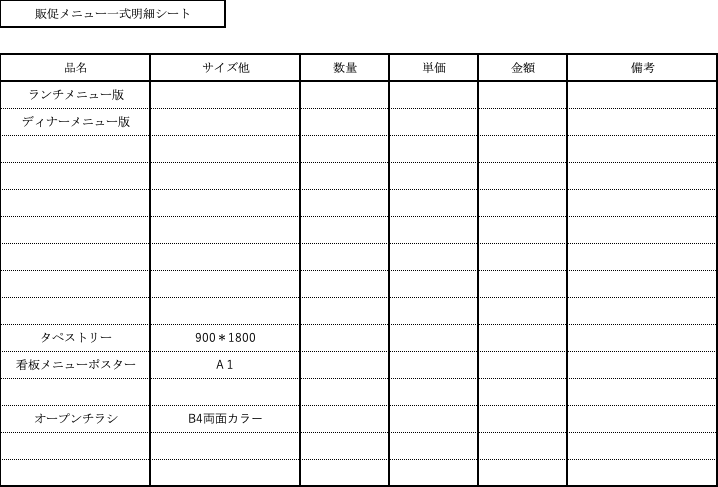 販促メニュー一式明細シート
品名 サイズ他 数量 単価 金額 備考
ランチメニュー版
ディナーメニュー版
タペストリー 900＊1800
看板メニューポスター A１
オープンチラシ B4両面カラー